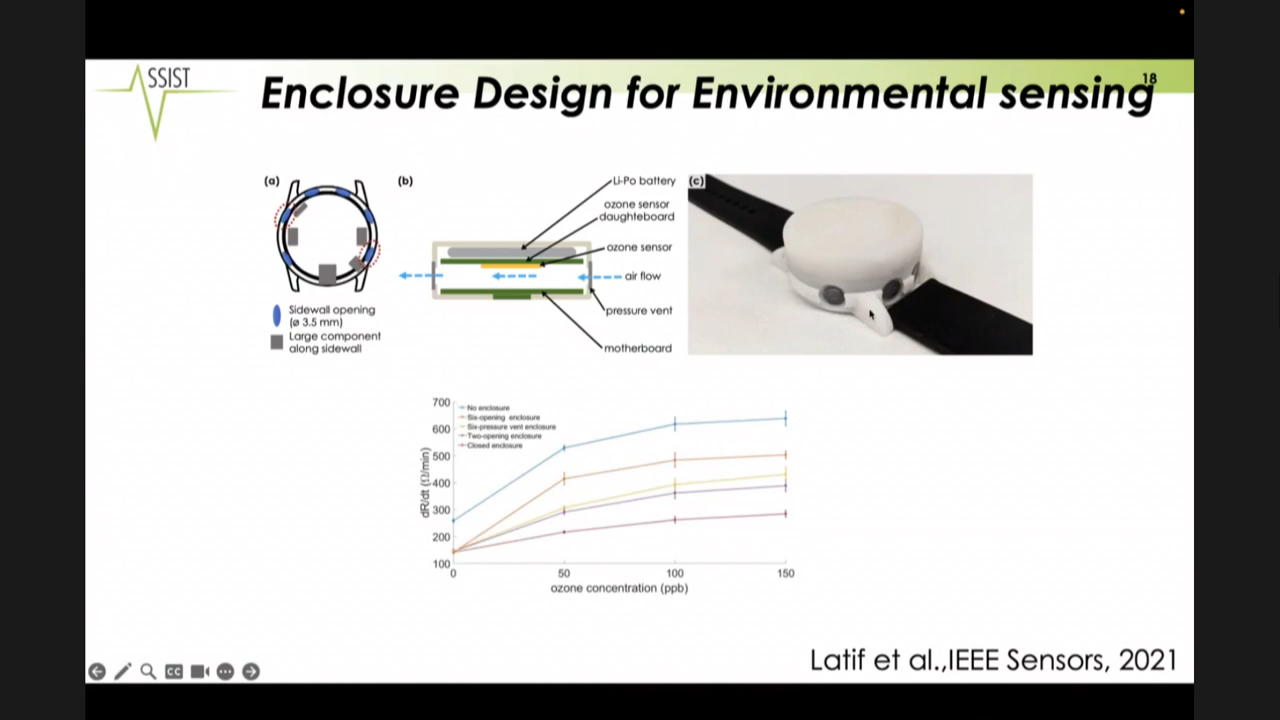 SSIST
Enclosure Design for Environmental sensing
18
(a)
Sidewall opening
(ø 3.5 mm)
Large component
along sidewall
(b)
Li-Po battery
ozone sensor
daughteboard
ozone sensor
air flow
pressure vent
motherboard
(c)
700
600
500
400
300
200
100
dR/dt (Ω/min)
No enclosure
Six-opening enclosure
Six-pressure vent enclosure
Two-opening enclosure
Closed enclosure
0
50
100
150
ozone concentration (ppb)
Latif et al.,IEEE Sensors, 2021
CC